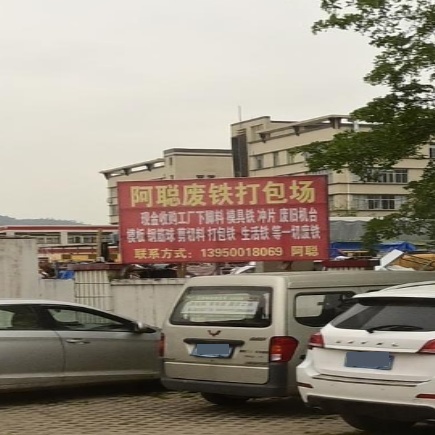 阿聪废铁打包场
现金收购工厂下脚料 模具铁 冲片 废旧机台
模板 钢筋球 剪切料 打包铁 生活铁 等一切废铁
联系方式：13950018069 阿聪